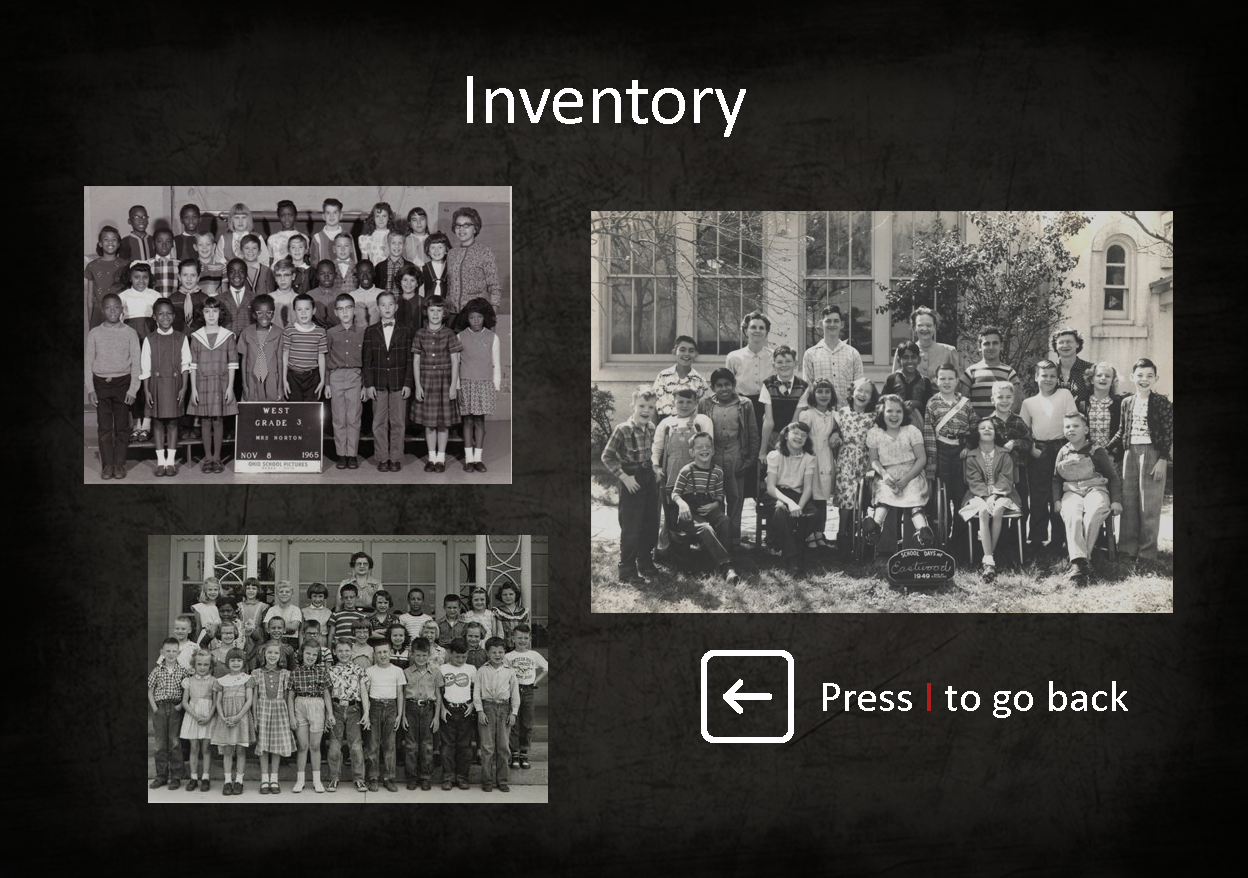 Inventory
WEST
GRADE 3
MRS NORTON
NOV 8 1965
OHIO SCHOOL PICTURES
SCHOOL DAYS AT
Eastwood
1949
Press I to go back